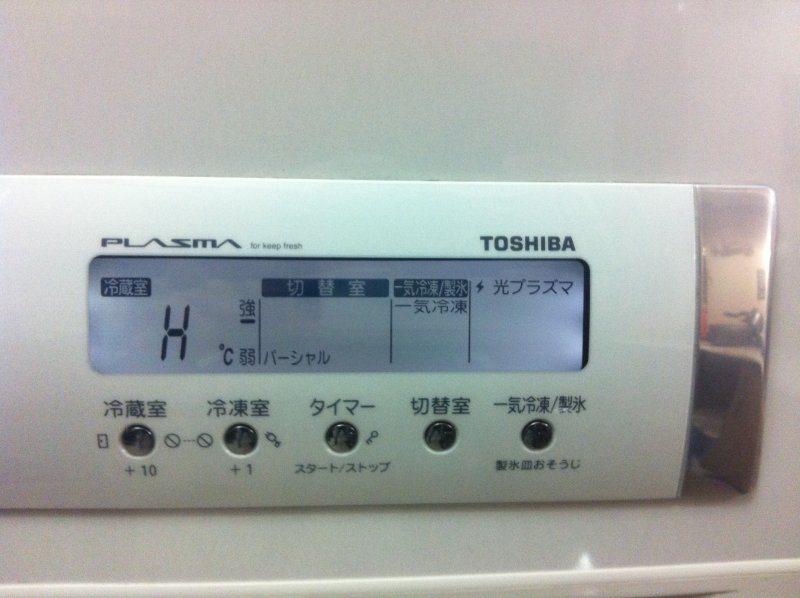 PLASMA for keep fresh
TOSHIBA
冷蔵室
切替室
一気冷凍/製氷
光プラズマ
H
強
一気冷凍
℃
弱
パーシャル
冷蔵室
冷凍室
タイマー
切替室
一気冷凍/製氷
+10
+1
スタート/ストップ
製氷皿おそうじ